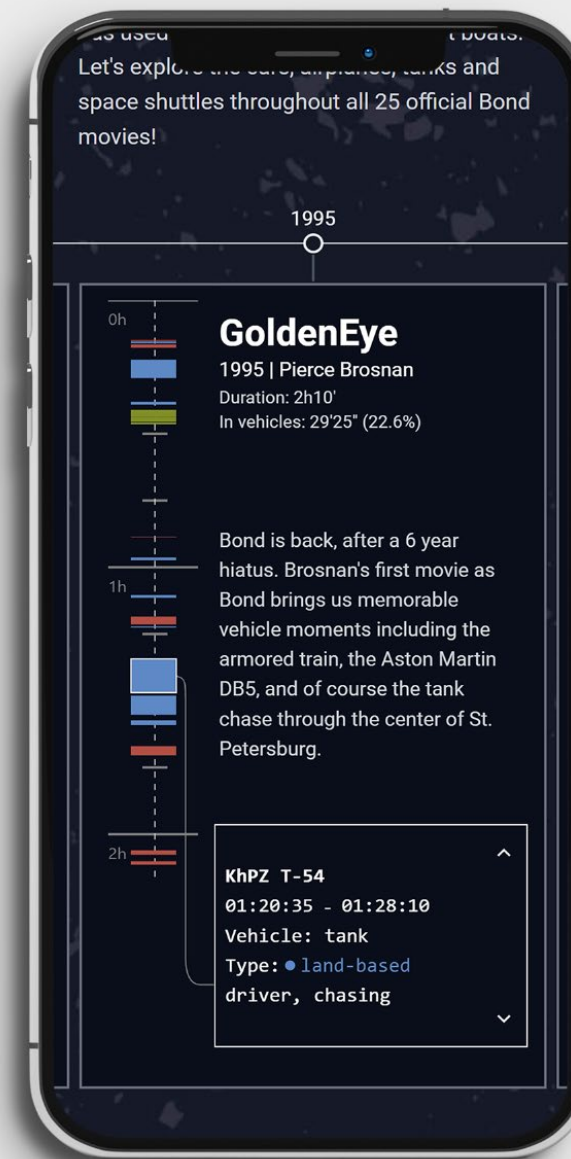 as used t boats.
Let's explore the cars, airplanes, tanks and
space shuttles throughout all 25 official Bond
movies!
1995
0h
GoldenEye
1995 | Pierce Brosnan
Duration: 2h10'
In vehicles: 29'25" (22.6%)
Bond is back, after a 6 year
hiatus. Brosnan's first movie as
1h
Bond brings us memorable
vehicle moments including the
armored train, the Aston Martin
DB5, and of course the tank
chase through the center of St.
Petersburg.
2h
KhPZ T-54
01:20:35 - 01:28:10
Vehicle: tank
Type: land-based
driver, chasing